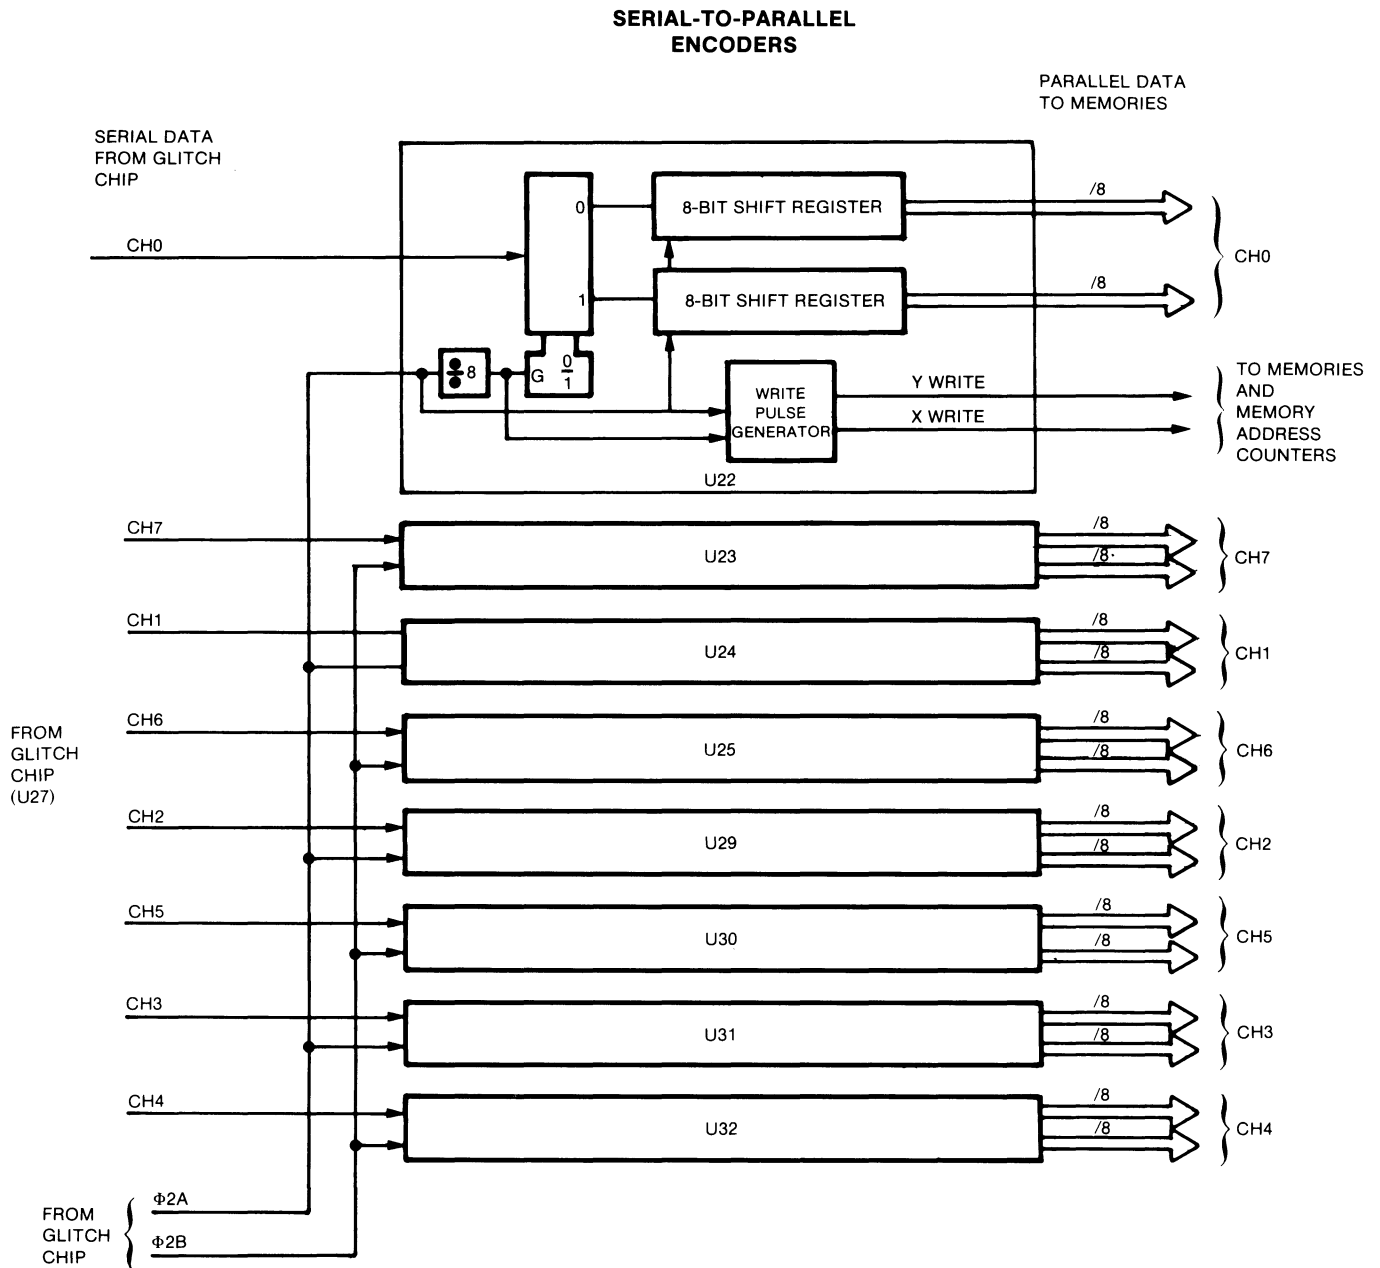 SERIAL-TO-PARALLEL
ENCODERS
PARALLEL DATA
TO MEMORIES
SERIAL DATA
FROM GLITCH
CHIP
/8
0
8-BIT SHIFT REGISTER
CH0
CH0
/8
1
8-BIT SHIFT REGISTER
÷8
G
0
1
WRITE
PULSE
GENERATOR
Y WRITE
X WRITE
TO MEMORIES
AND
MEMORY
ADDRESS
COUNTERS
U22
CH7
U23
/8
/8
CH7
CH1
U24
/8
/8
CH1
FROM
GLITCH
CHIP
(U27)
CH6
U25
/8
/8
CH6
CH2
U29
/8
/8
CH2
CH5
U30
/8
/8
CH5
CH3
U31
/8
/8
CH3
CH4
U32
/8
/8
CH4
FROM
GLITCH
CHIP
Φ2A
Φ2B